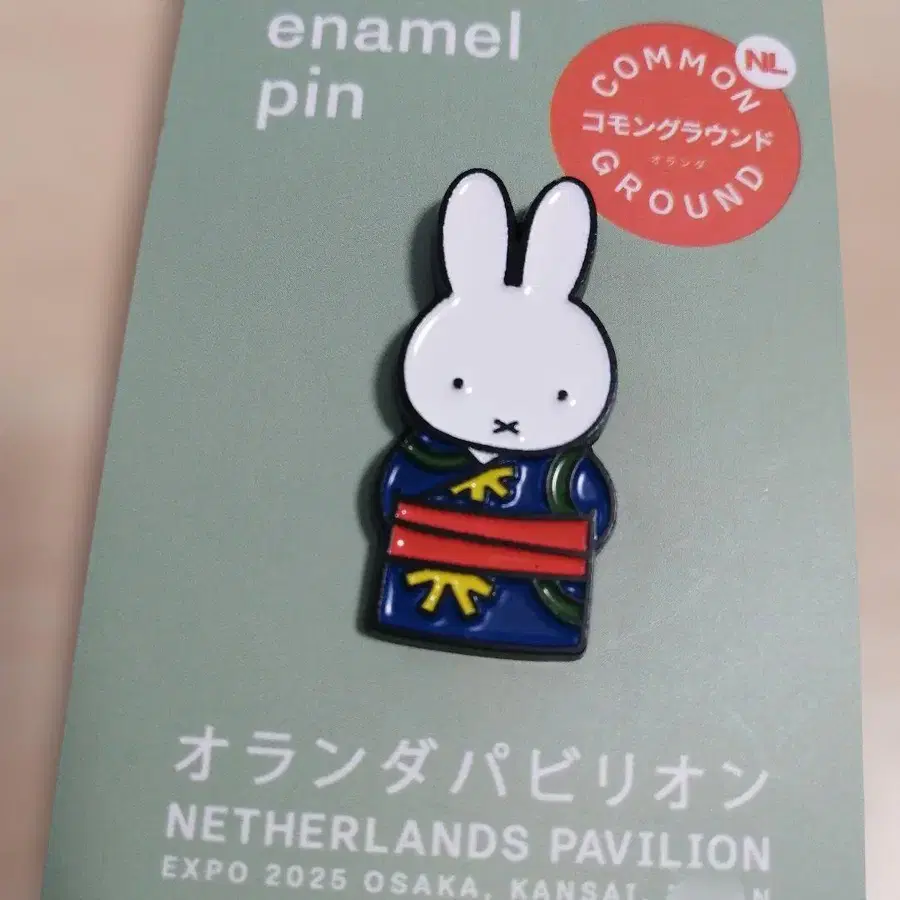 enamel
pin
NL
COMMON
コモングラウンド
オランダ
GROUND
オランダパビリオン
NETHERLANDS PAVILION
EXPO 2025 OSAKA, KANSAI,